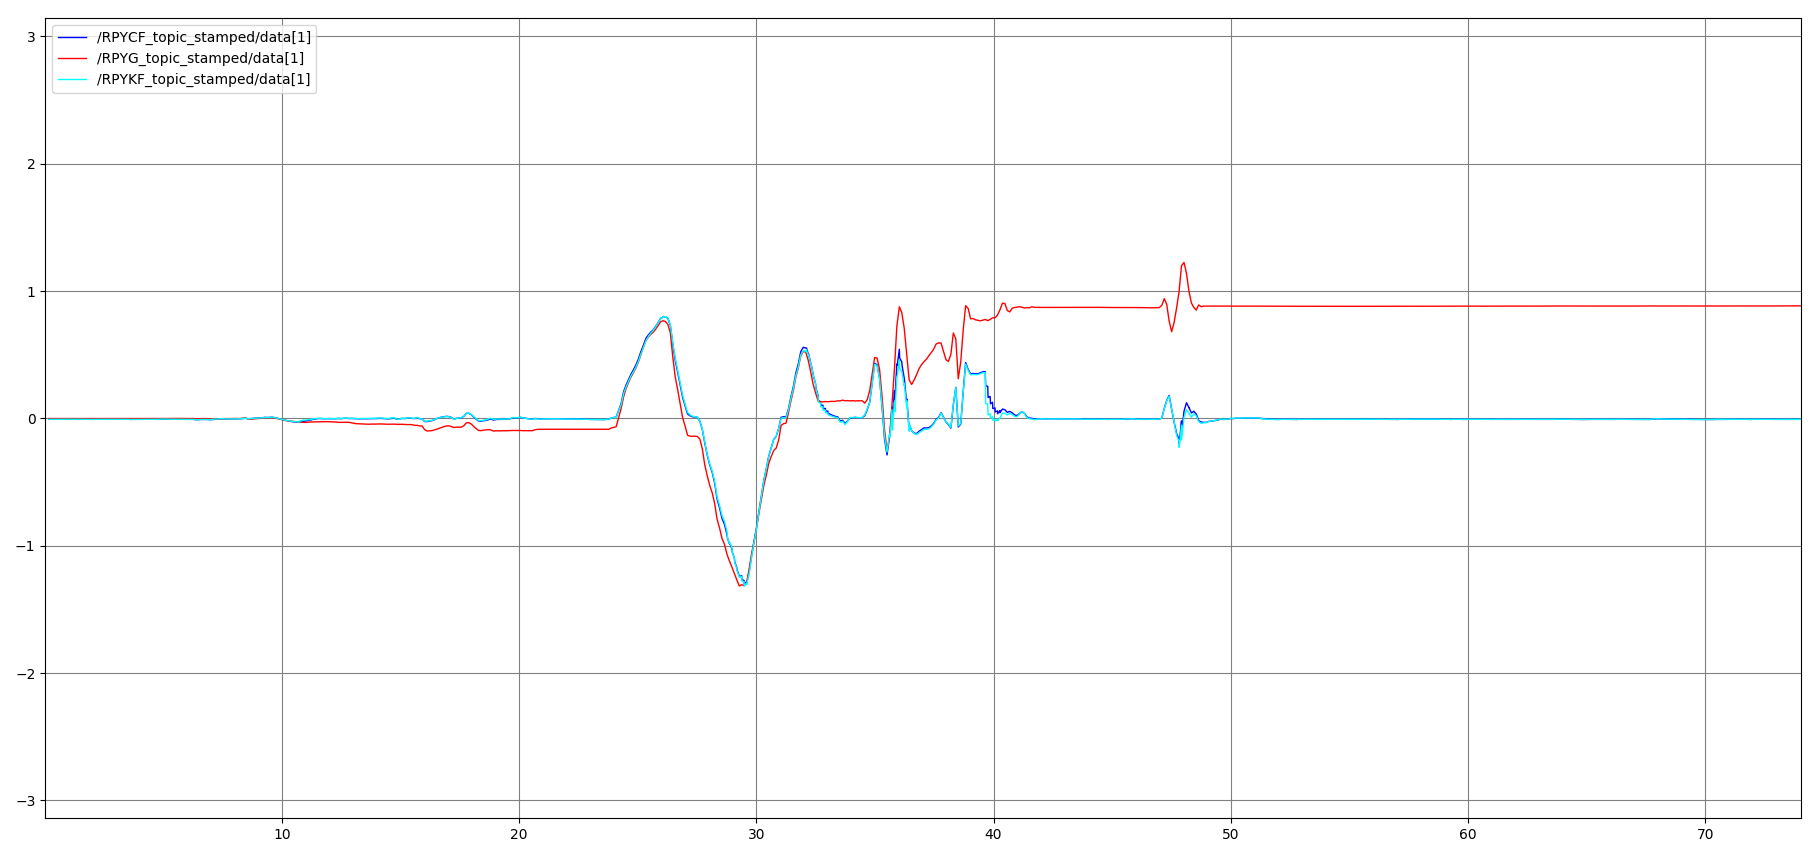 /RPYCF_topic_stamped/data[1]
/RPYG_topic_stamped/data[1]
/RPYKF_topic_stamped/data[1]
3
2
1
0
−1
−2
−3
10 20 30 40 50 60 70